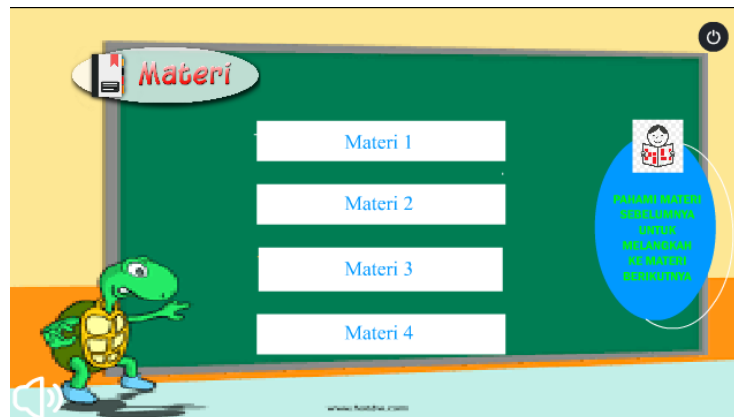 Materi
Materi 1
Materi 2
Materi 3
Materi 4
PAHAMI MATERI
SEBELUMNYA
UNTUK
MELANGKAH
KE MATERI
BERIKUTNYA